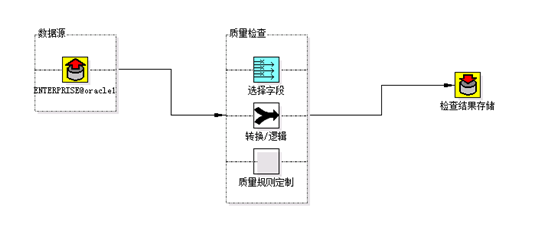 数据源
ENTERPRISE@oracle1
质量检查
选择字段
转换/逻辑
质量规则定制
检查结果存储